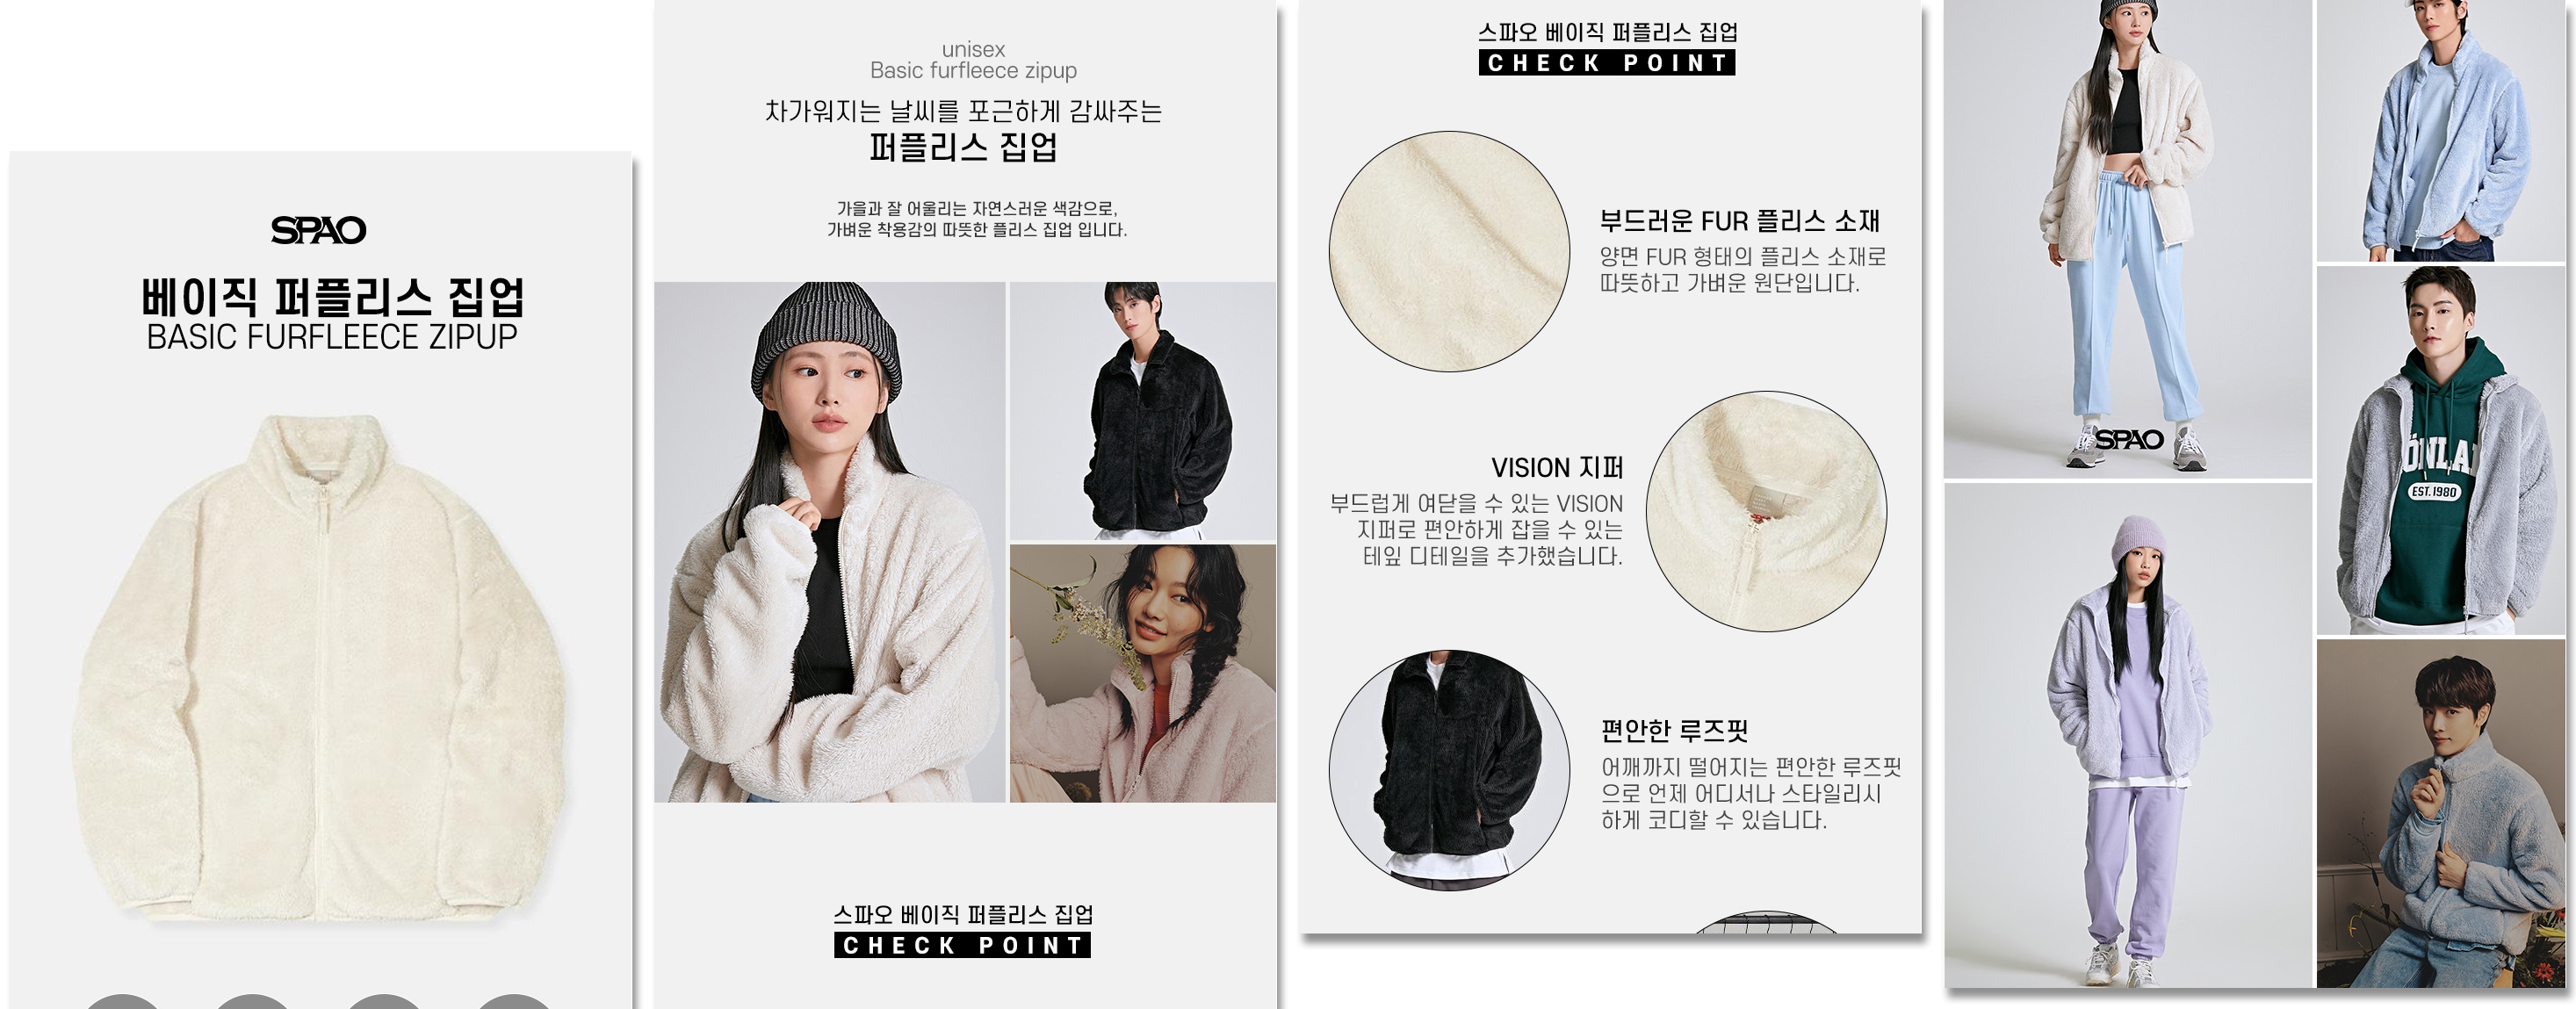 SPAO
베이직 퍼플리스 집업
BASIC FURFLEECE ZIPUP
unisex
Basic furfleece zipup
차가워지는 날씨를 포근하게 감싸주는
퍼플리스 집업
가을과 잘 어울리는 자연스러운 색감으로,
가벼운 착용감의 따뜻한 플리스 집업 입니다.
스파오 베이직 퍼플리스 집업
CHECK POINT
스파오 베이직 퍼플리스 집업
CHECK POINT
부드러운 FUR 플리스 소재
양면 FUR 형태의 플리스 소재로
따뜻하고 가벼운 원단입니다.
VISION 지퍼
부드럽게 여닫을 수 있는 VISION
지퍼로 편안하게 잡을 수 있는
테잎 디테일을 추가했습니다.
편안한 루즈핏
어깨까지 떨어지는 편안한 루즈핏
으로 언제 어디서나 스타일리시
하게 코디할 수 있습니다.
SPAO
ÖNLA
EST. 1980